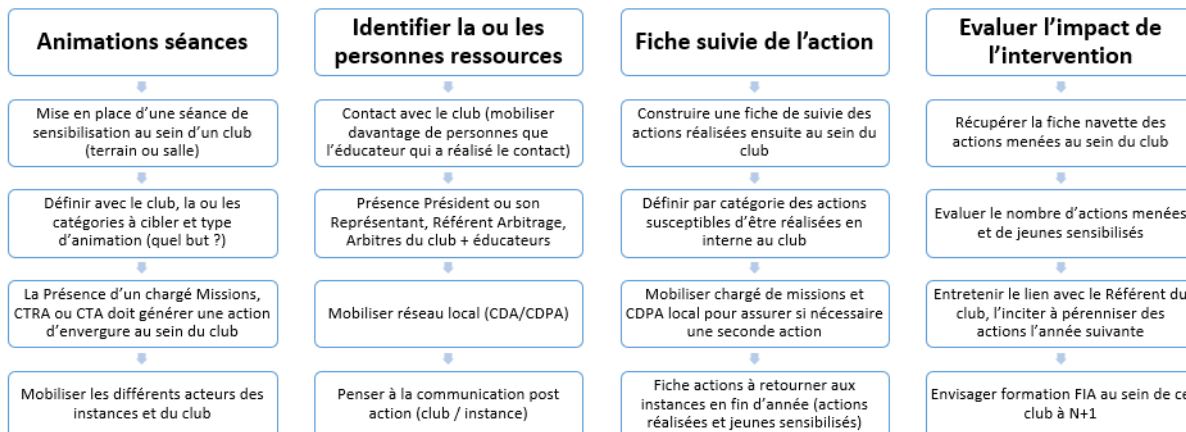 Animations séances
Mise en place d’une séance de
sensibilisation au sein d’un club
(terrain ou salle)
Définir avec le club, la ou les
catégories à cibler et type
d’animation (quel but ?)
La Présence d’un chargé Missions,
CTRA ou CTA doit générer une action
d’envergure au sein du club
Mobiliser les différents acteurs des
instances et du club
Identifier la ou les
personnes ressources
Contact avec le club (mobiliser
davantage de personnes que
l’éducateur qui a réalisé le contact)
Présence Président ou son
Représentant, Référent Arbitrage,
Arbitres du club + éducateurs
Mobiliser réseau local (CDA/CDPA)
Penser à la communication post
action (club / instance)
Fiche suivie de l’action
Construire une fiche de suivie des
actions réalisées ensuite au sein du
club
Définir par catégorie des actions
susceptibles d’être réalisées en
interne au club
Mobiliser chargé de missions et
CDPA local pour assurer si nécessaire
une seconde action
Fiche actions à retourner aux
instances en fin d’année (actions
réalisées et jeunes sensibilisés)
Evaluer l’impact de
l’intervention
Récupérer la fiche navette des
actions menées au sein du club
Evaluer le nombre d’actions menées
et de jeunes sensibilisés
Entretenir le lien avec le Référent du
club, l’inciter à pérenniser des
actions l’année suivante
Envisager formation FIA au sein de ce
club à N+1